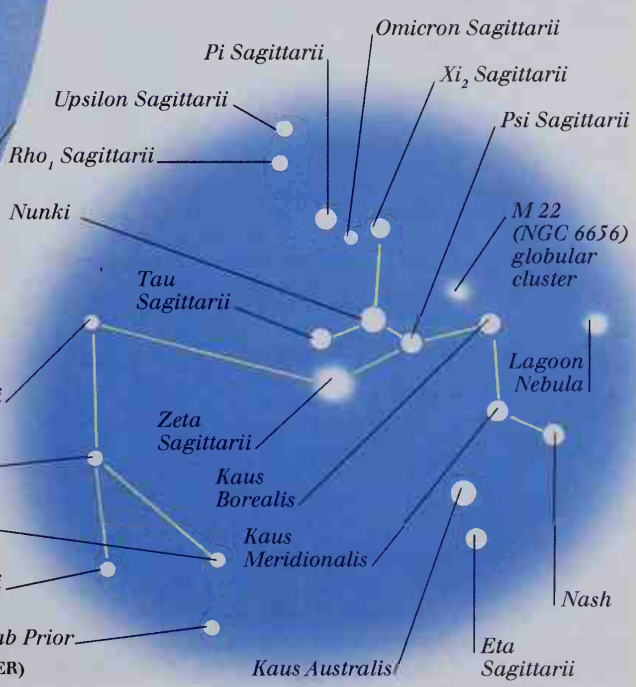 Omicron Sagittarii
Pi Sagittarii
Xi₂ Sagittarii
Upsilon Sagittarii
Psi Sagittarii
Rho₁ Sagittarii
Nunki
M 22
(NGC 6656)
globular
cluster
Tau
Sagittarii
Lagoon
Nebula
Zeta
Sagittarii
Kaus
Borealis
Kaus
Meridionalis
Nash
Prior
Eta
Sagittarii
Kaus Australis